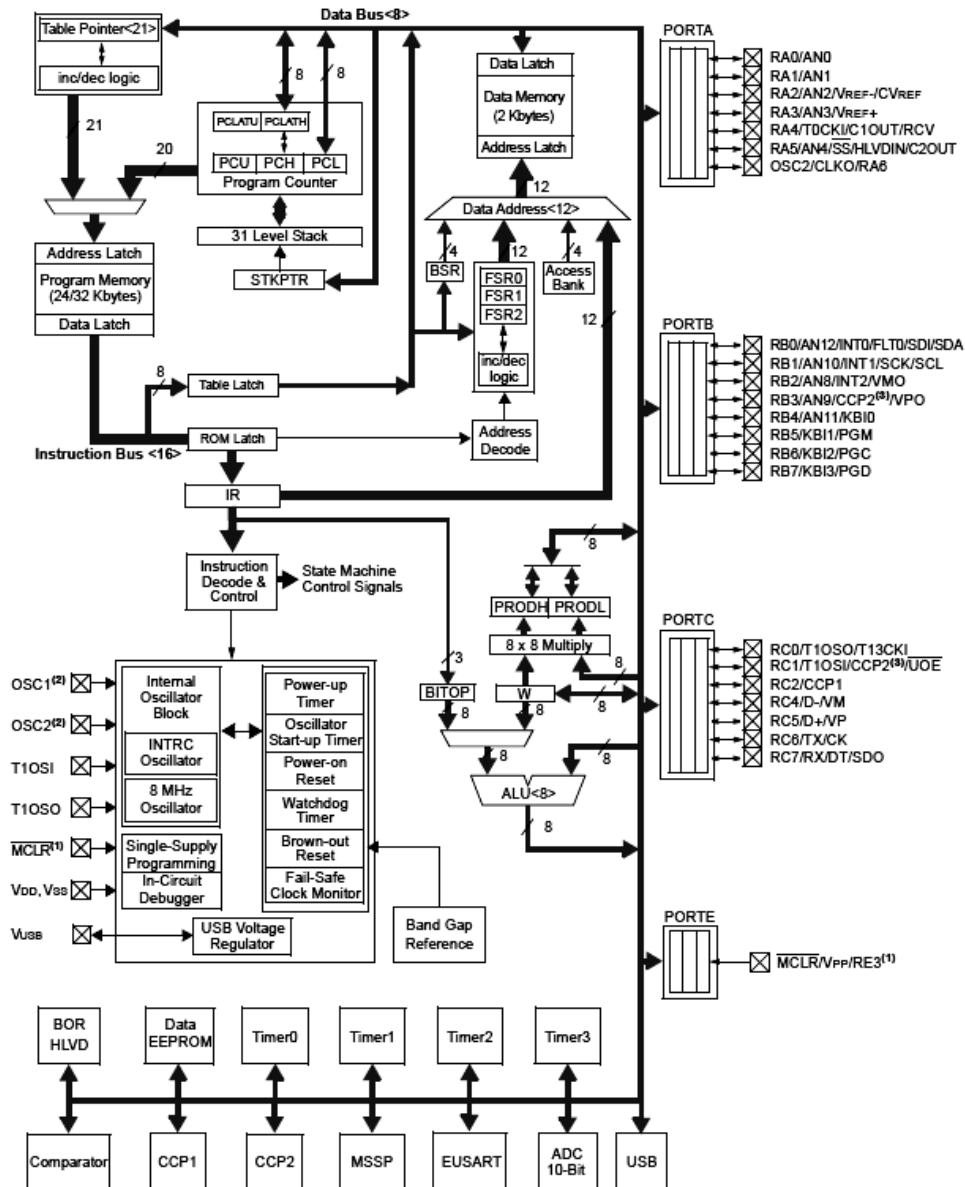 Data Bus<8>
Table Pointer<21>
inc/dec logic
21
20
8
8
PCLATU PCLATH
PCU PCH PCL
Program Counter
31 Level Stack
STKPTR
Address Latch
Program Memory
(24/32 Kbytes)
Data Latch
8
Table Latch
Instruction Bus <16>
ROM Latch
IR
Data Latch
Data Memory
(2 Kbytes)
Address Latch
12
Data Address<12>
4
12
4
BSR
FSR0
FSR1
FSR2
Access
Bank
12
inc/dec
logic
Address
Decode
Instruction
Decode &
Control
State Machine
Control Signals
8
PRODH PRODL
8 x 8 Multiply
3
8
BITOP
W
8
8
8
8
8
ALU<8>
8
OSC1(2)
OSC2(2)
T1OSI
T1OSO
MCLR(1)
VDD, VSS
VUSB
Internal
Oscillator
Block
INTRC
Oscillator
8 MHz
Oscillator
Single-Supply
Programming
In-Circuit
Debugger
USB Voltage
Regulator
Power-up
Timer
Oscillator
Start-up Timer
Power-on
Reset
Watchdog
Timer
Brown-out
Reset
Fail-Safe
Clock Monitor
Band Gap
Reference
PORTA
RA0/AN0
RA1/AN1
RA2/AN2/VREF-/CVREF
RA3/AN3/VREF+
RA4/T0CKI/C1OUT/RCV
RA5/AN4/SS/HLVDIN/C2OUT
OSC2/CLKO/RA6
PORTB
RB0/AN12/INT0/FLT0/SDI/SDA
RB1/AN10/INT1/SCK/SCL
RB2/AN8/INT2/VMO
RB3/AN9/CCP2(3)/VPO
RB4/AN11/KBI0
RB5/KBI1/PGM
RB6/KBI2/PGC
RB7/KBI3/PGD
PORTC
RC0/T1OSO/T13CKI
RC1/T1OSI/CCP2(3)/UOE
RC2/CCP1
RC4/D-/VM
RC5/D+/VP
RC6/TX/CK
RC7/RX/DT/SDO
PORTE
MCLR/VPP/RE3(1)
BOR
HLVD
Data
EEPROM
Timer0
Timer1
Timer2
Timer3
Comparator
CCP1
CCP2
MSSP
EUSART
ADC
10-Bit
USB